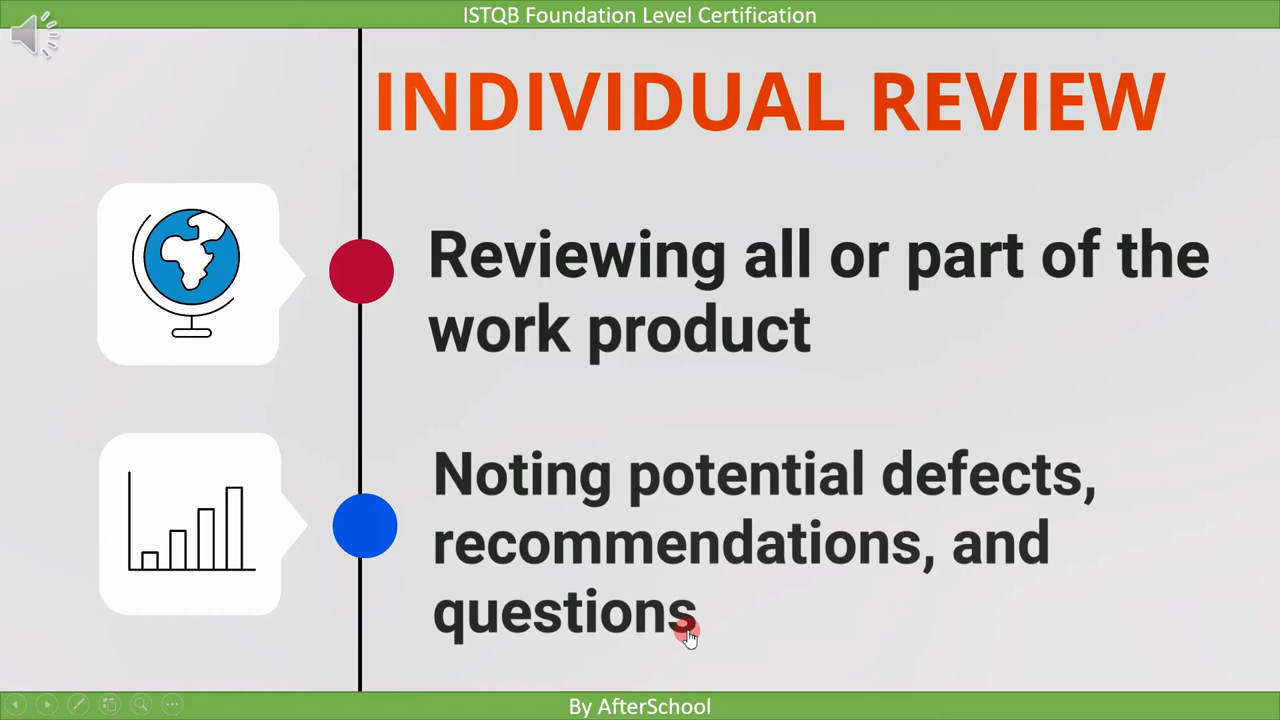 ISTQB Foundation Level Certification
INDIVIDUAL REVIEW
Reviewing all or part of the
work product
Noting potential defects,
recommendations, and
questions
By AfterSchool